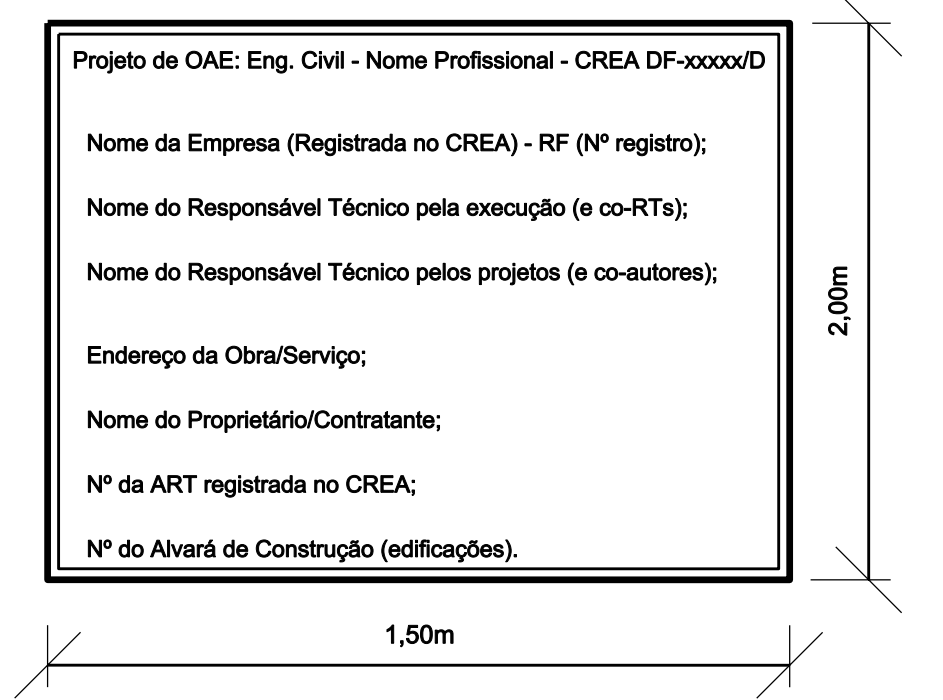 Projeto de OAE: Eng. Civil - Nome Profissional - CREA DF-xxxxx/D
Nome da Empresa (Registrada no CREA) - RF (Nº registro);
Nome do Responsável Técnico pela execução (e co-RTs);
Nome do Responsável Técnico pelos projetos (e co-autores);
Endereço da Obra/Serviço;
Nome do Proprietário/Contratante;
Nº da ART registrada no CREA;
Nº do Alvará de Construção (edificações).
2,00m
1,50m